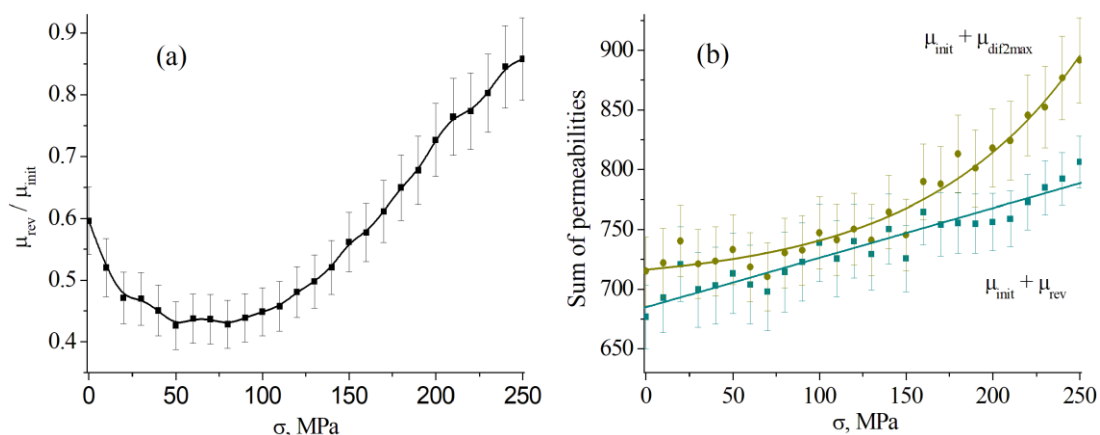 (a)
μrev / μinit
0.9
0.8
0.7
0.6
0.5
0.4
0 50 100 150 200 250
σ, MPa
(b)
Sum of permeabilities
900
850
800
750
700
650
μinit + μdif2max
μinit + μrev
0 50 100 150 200 250
σ, MPa